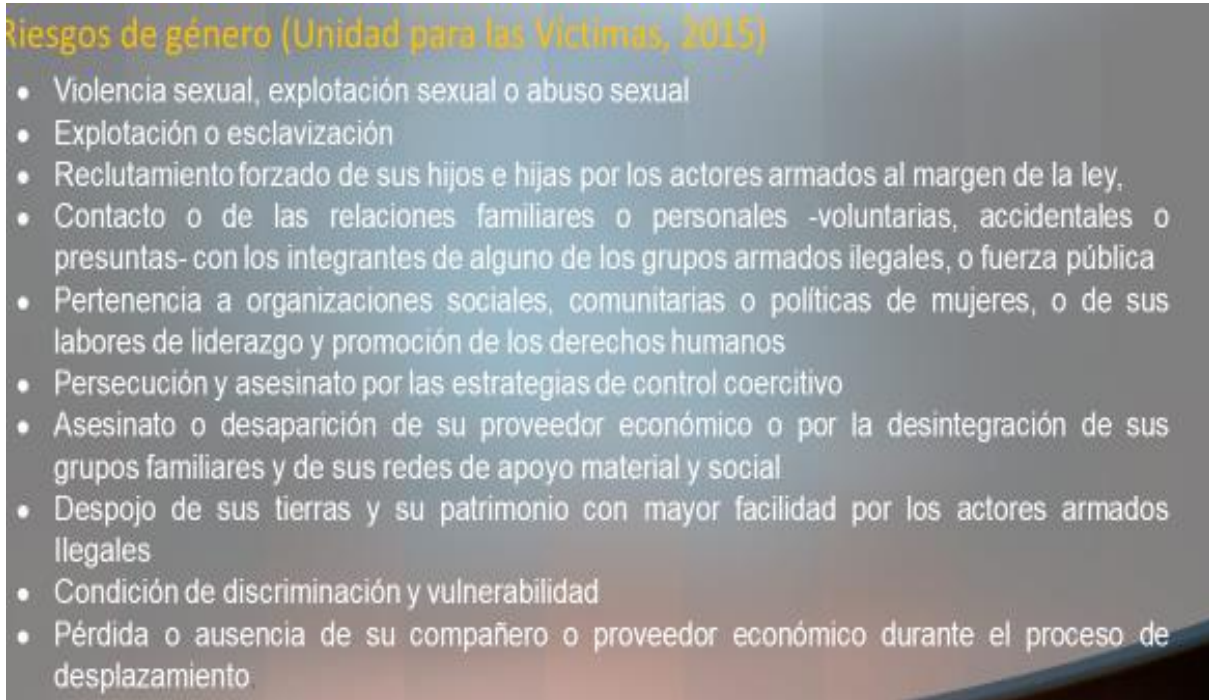 Riesgos de género (Unidad para las Víctimas, 2015)
• Violencia sexual, explotación sexual o abuso sexual
• Explotación o esclavización
• Reclutamiento forzado de sus hijos e hijas por los actores armados al margen de la ley,
• Contacto o de las relaciones familiares o personales -voluntarias, accidentales o
presuntas- con los integrantes de alguno de los grupos armados ilegales, o fuerza pública
• Pertenencia a organizaciones sociales, comunitarias o políticas de mujeres, o de sus
labores de liderazgo y promoción de los derechos humanos
• Persecución y asesinato por las estrategias de control coercitivo
• Asesinato o desaparición de su proveedor económico o por la desintegración de sus
grupos familiares y de sus redes de apoyo material y social
• Despojo de sus tierras y su patrimonio con mayor facilidad por los actores armados
Ilegales
• Condición de discriminación y vulnerabilidad
• Pérdida o ausencia de su compañero o proveedor económico durante el proceso de
desplazamiento.